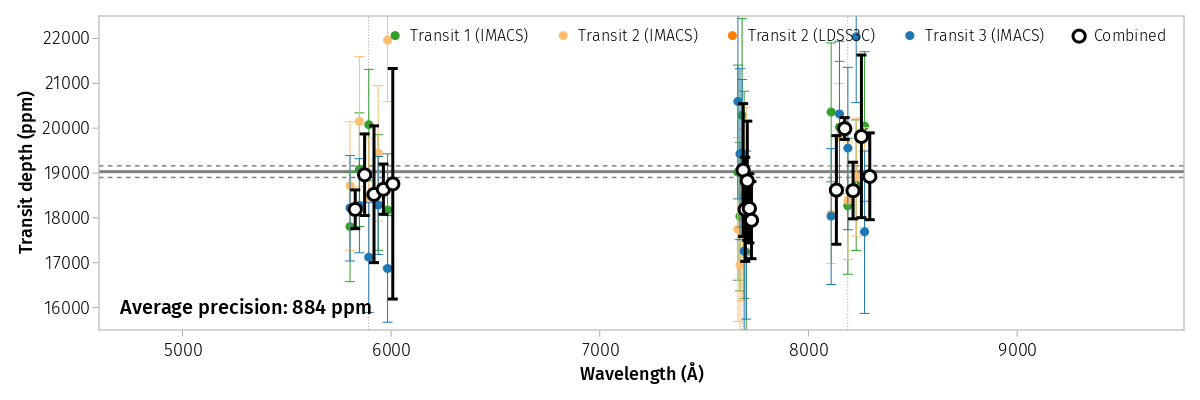 Transit 1 (IMACS) Transit 2 (IMACS) Transit 2 (LDSS3C) Transit 3 (IMACS) Combined
22000
21000
20000
19000
18000
17000
16000
Transit depth (ppm)
Average precision: 884 ppm
5000 6000 7000 8000 9000
Wavelength (Å)